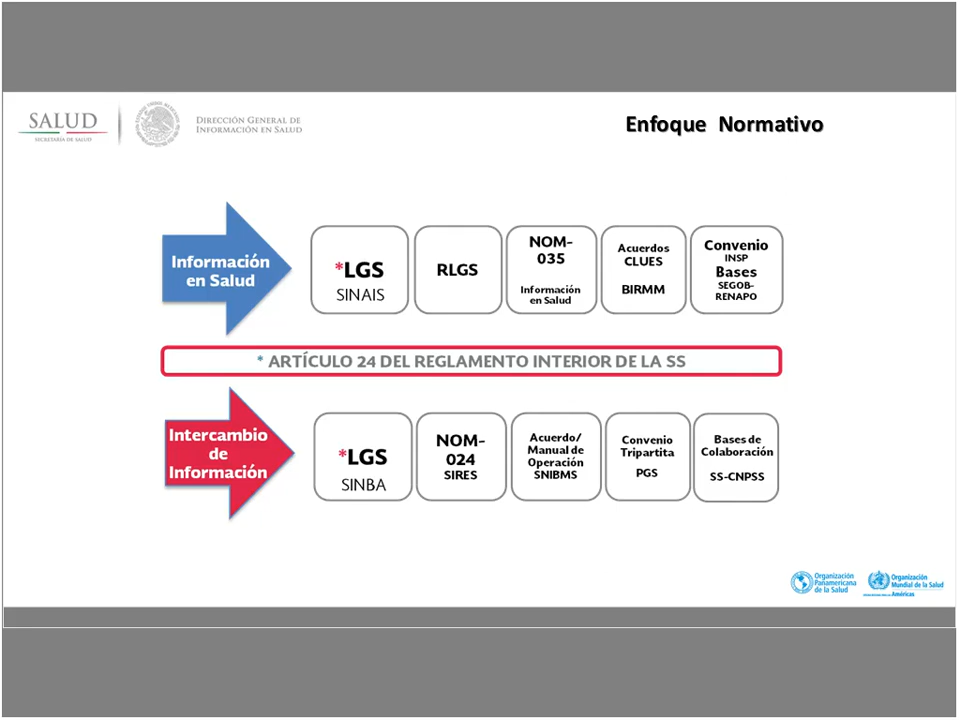 SALUD
SECRETARÍA DE SALUD
DIRECCIÓN GENERAL DE
INFORMACIÓN EN SALUD
Enfoque Normativo
Información
en Salud
*LGS
SINAIS
RLGS
NOM-
035
Información
en Salud
Acuerdos
CLUES
BIRMM
Convenio
INSP
Bases
SEGOB-
RENAPO
* ARTÍCULO 24 DEL REGLAMENTO INTERIOR DE LA SS
Intercambio
de
Información
*LGS
SINBA
NOM-
024
SIRES
Acuerdo/
Manual de
Operación
SNIBMS
Convenio
Tripartita
PGS
Bases de
Colaboración
SS-CNPSS
Organización
Panamericana
de la Salud
Organización
Mundial de la Salud
Américas